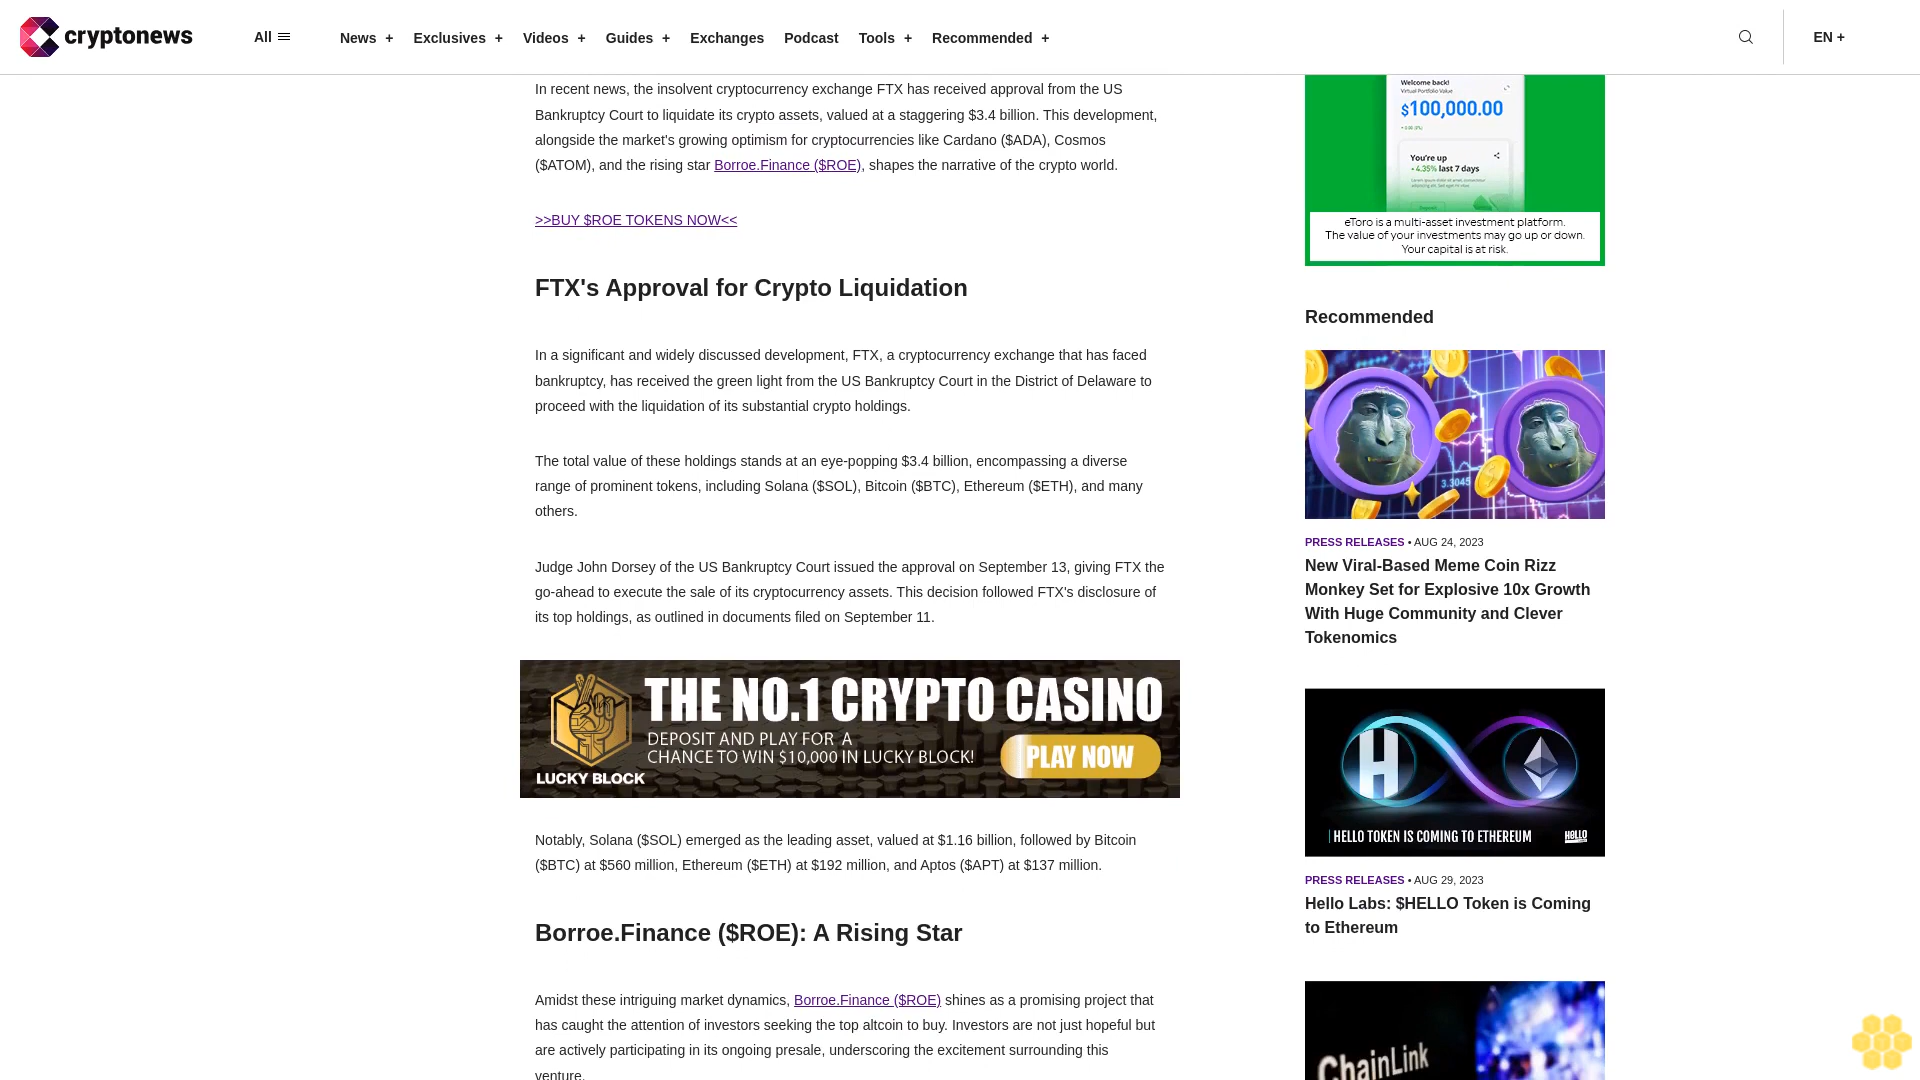 cryptonews
All
News +
Exclusives +
Videos +
Guides +
Exchanges
Podcast
Tools +
Recommended +
EN +
In recent news, the insolvent cryptocurrency exchange FTX has received approval from the US
Bankruptcy Court to liquidate its crypto assets, valued at a staggering $3.4 billion. This development,
alongside the market's growing optimism for cryptocurrencies like Cardano ($ADA), Cosmos
($ATOM), and the rising star Borroe.Finance ($ROE), shapes the narrative of the crypto world.
>>BUY $ROE TOKENS NOW<<
FTX's Approval for Crypto Liquidation
In a significant and widely discussed development, FTX, a cryptocurrency exchange that has faced
bankruptcy, has received the green light from the US Bankruptcy Court in the District of Delaware to
proceed with the liquidation of its substantial crypto holdings.
The total value of these holdings stands at an eye-popping $3.4 billion, encompassing a diverse
range of prominent tokens, including Solana ($SOL), Bitcoin ($BTC), Ethereum ($ETH), and many
others.
Judge John Dorsey of the US Bankruptcy Court issued the approval on September 13, giving FTX the
go-ahead to execute the sale of its cryptocurrency assets. This decision followed FTX's disclosure of
its top holdings, as outlined in documents filed on September 11.
THE NO.1 CRYPTO CASINO
DEPOSIT AND PLAY FOR A
CHANCE TO WIN $10,000 IN LUCKY BLOCK!
PLAY NOW
LUCKY BLOCK
Notably, Solana ($SOL) emerged as the leading asset, valued at $1.16 billion, followed by Bitcoin
($BTC) at $560 million, Ethereum ($ETH) at $192 million, and Aptos ($APT) at $137 million.
Borroe.Finance ($ROE): A Rising Star
Amidst these intriguing market dynamics, Borroe.Finance ($ROE) shines as a promising project that
has caught the attention of investors seeking the top altcoin to buy. Investors are not just hopeful but
are actively participating in its ongoing presale, underscoring the excitement surrounding this
venture.
Welcome back!
Virtual Portfolio Value
$100,000.00
You're up
4.35% last 7 days
eToro is a multi-asset investment platform.
The value of your investments may go up or down.
Your capital is at risk.
Recommended
3.3045
PRESS RELEASES • AUG 24, 2023
New Viral-Based Meme Coin Rizz
Monkey Set for Explosive 10x Growth
With Huge Community and Clever
Tokenomics
H
HELLO TOKEN IS COMING TO ETHEREUM
HELLO
PRESS RELEASES • AUG 29, 2023
Hello Labs: $HELLO Token is Coming
to Ethereum
ChainLink